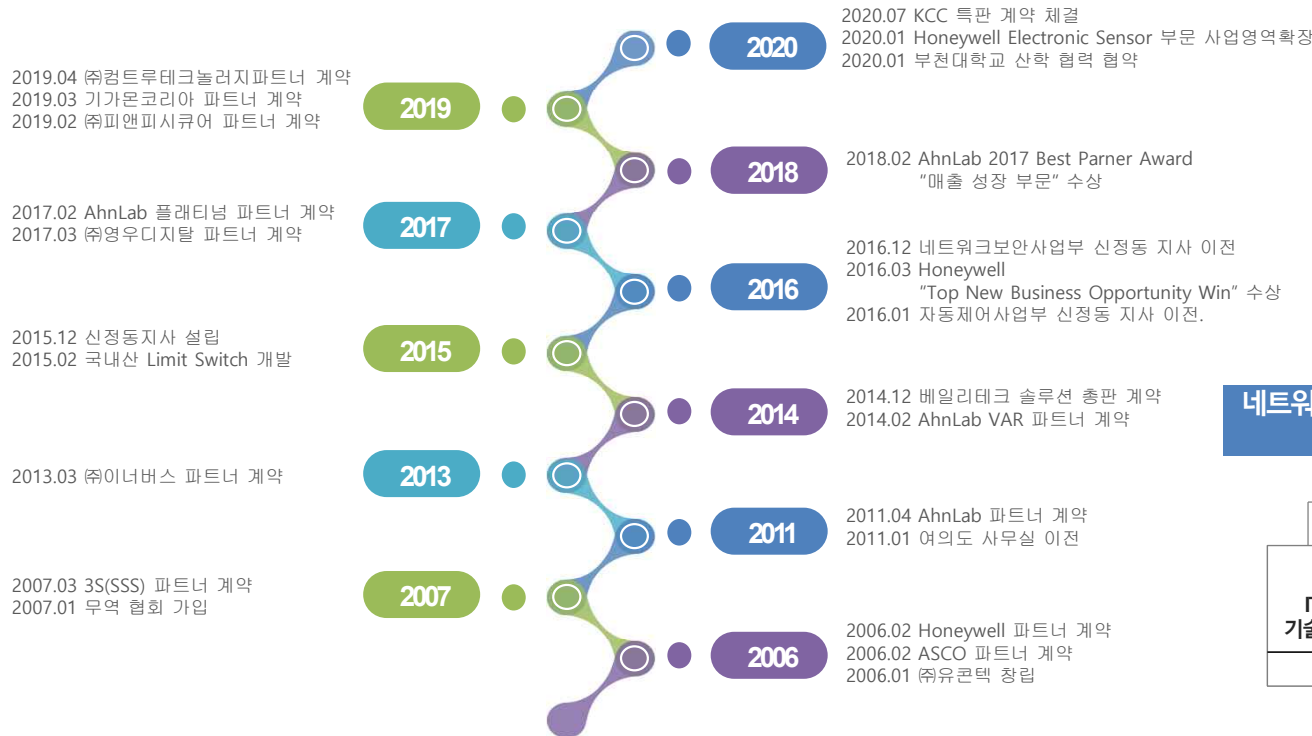 2020
2020.07 KCC 특판 계약 체결
2020.01 Honeywell Electronic Sensor 부문 사업영역확장
2020.01 부천대학교 산학 협력 협약
2019.04 ㈜컴트루테크놀러지파트너 계약
2019.03 기가몬코리아 파트너 계약
2019.02 ㈜피앤피시큐어 파트너 계약
2019
2018
2018.02 AhnLab 2017 Best Parner Award
“매출 성장 부문“ 수상
2017.02 AhnLab 플래티넘 파트너 계약
2017.03 ㈜영우디지탈 파트너 계약
2017
2016
2016.12 네트워크보안사업부 신정동 지사 이전
2016.03 Honeywell
“Top New Business Opportunity Win” 수상
2016.01 자동제어사업부 신정동 지사 이전.
2015.12 신정동지사 설립
2015.02 국내산 Limit Switch 개발
2015
2014
2014.12 베일리테크 솔루션 총판 계약
2014.02 AhnLab VAR 파트너 계약
2013.03 ㈜이너버스 파트너 계약
2013
2011
2011.04 AhnLab 파트너 계약
2011.01 여의도 사무실 이전
2007.03 3S(SSS) 파트너 계약
2007.01 무역 협회 가입
2007
2006
2006.02 Honeywell 파트너 계약
2006.02 ASCO 파트너 계약
2006.01 ㈜유콘텍 창립